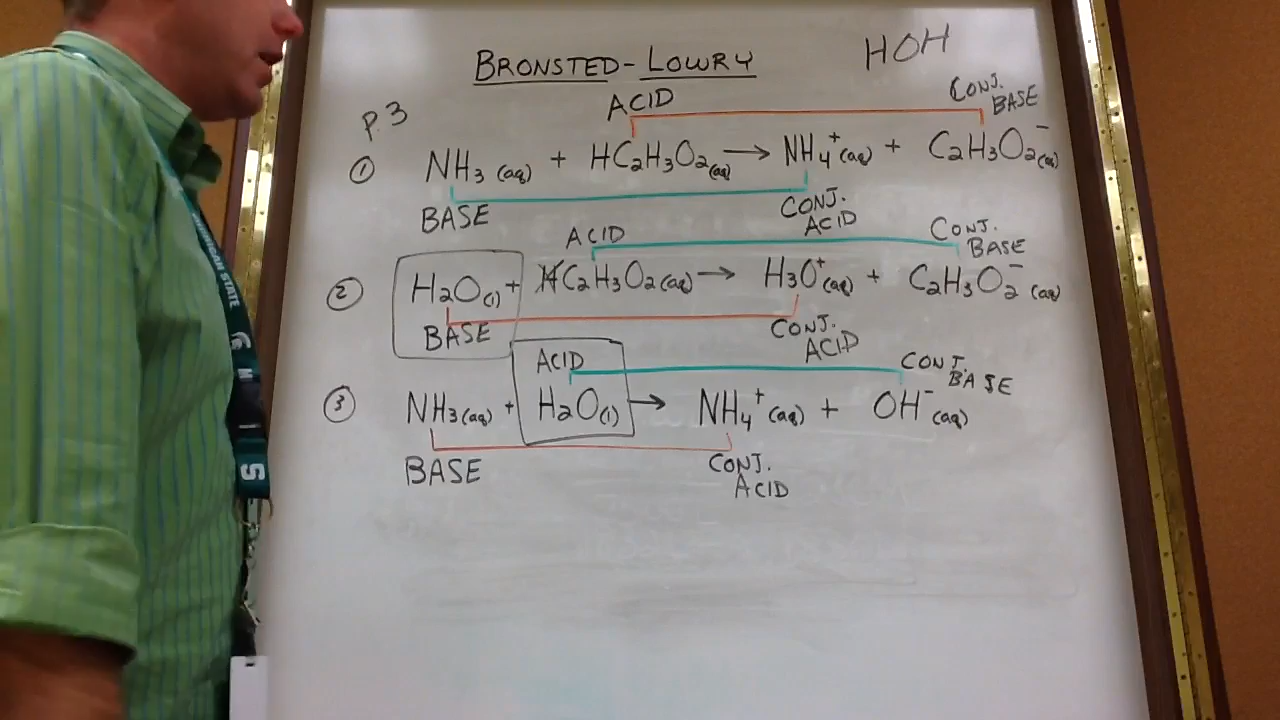 BRONSTED-LOWRY HOH
p.3
ACID CONJ. BASE
① NH₃ (aq) + HC₂H₃O₂(aq) → NH₄⁺(aq) + C₂H₃O₂⁻(aq)
BASE CONJ. ACID
ACID CONJ. BASE
② H₂O(l) + HC₂H₃O₂(aq) → H₃O⁺(aq) + C₂H₃O₂⁻(aq)
BASE CONJ. ACID
ACID CONJ. BASE
③ NH₃(aq) + H₂O(l) → NH₄⁺(aq) + OH⁻(aq)
BASE CONJ. ACID
STATE
S